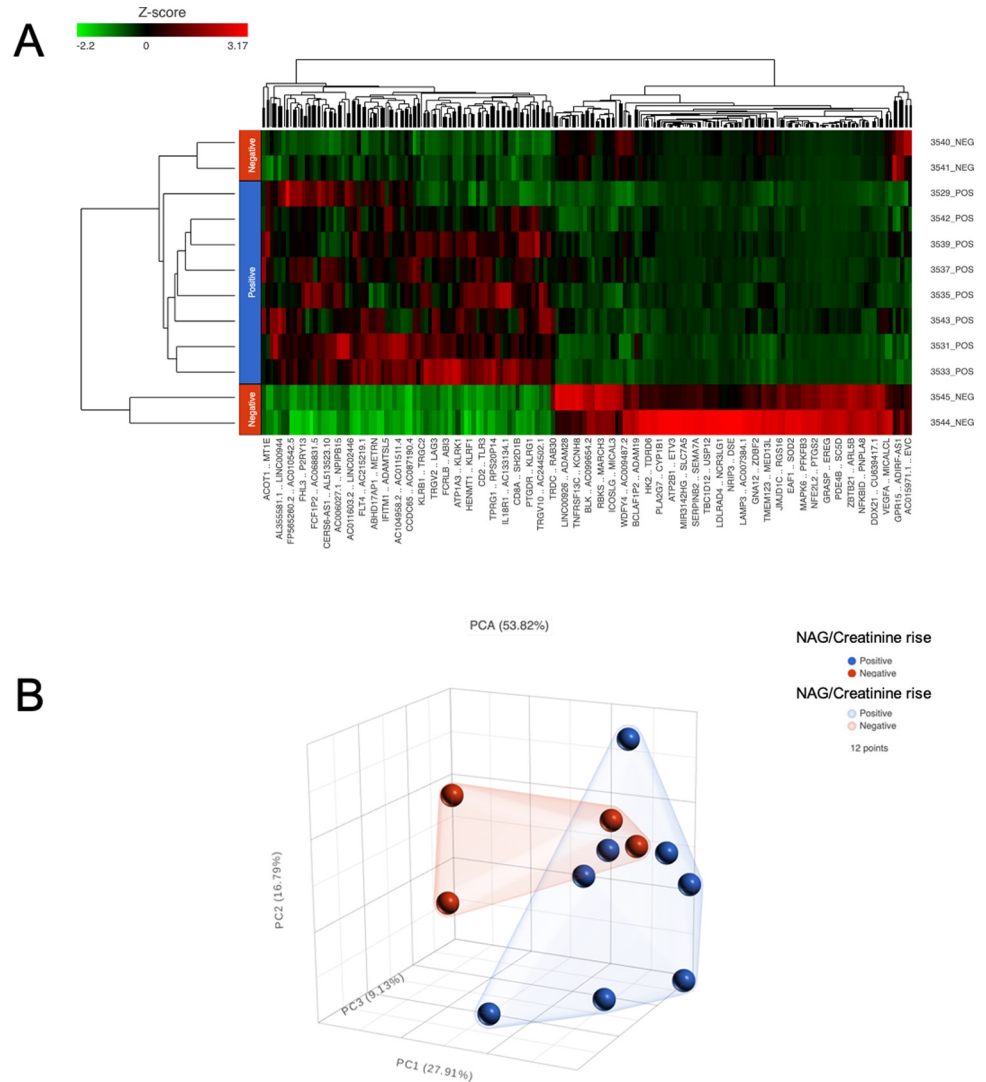 A
Z-score
-2.2
0
3.17
Negative
Positive
Negative
3540_NEG
3541_NEG
3529_POS
3542_POS
3539_POS
3537_POS
3535_POS
3543_POS
3531_POS
3533_POS
3545_NEG
3544_NEG
ACOT1 .. MT1E
AL355581.1 .. LINC00944
FP565260.2 .. AC010542.5
FHL3 .. P2RY13
FCF1P2 .. AC068831.5
CERS6-AS1 .. AL513523.10
AC006027.1 .. NPIPB15
AC011603.2 .. LINC02446
FLT4 .. AC215219.1
ABHD17AP1 .. METRN
IFITM1 .. ADAMTSL5
AC104958.2 .. AC011511.4
CCDC65 .. AC087190.4
KLRB1 .. TRGC2
TRGV2 .. LAG3
FCRLB .. ABI3
ATP1A3 .. KLRK1
HENMT1 .. KLRF1
CD2 .. TLR3
TPRG1 .. RPS20P14
IL18R1 .. AC133134.1
CD8A .. SH2D1B
PTGDR .. KLRG1
TRGV10 .. AC244502.1
TRDC .. RAB30
LINC00926 .. ADAM28
TNFRSF13C .. KCNH8
BLK .. AC099654.2
RBKS .. MARCH3
ICOSLG .. MICAL3
WDFY4 .. AC009487.2
BCLAF1P2 .. ADAM19
HK2 .. TDRD6
PLA2G7 .. CYP1B1
ATP2B1 .. ETV3
MIR3142HG .. SLC7A5
SERPINB2 .. SEMA7A
TBC1D12 .. USP12
LDLRAD4 .. NCR3LG1
NRIP3 .. DSE
LAMP3 .. AC007384.1
GNA12 .. ZDBF2
TMEM123 .. MED13L
JMJD1C .. RGS16
EAF1 .. SOD2
MAPK6 .. PFKFB3
NFE2L2 .. PTGS2
GRASP .. EREG
PDE4B .. SC5D
ZBTB21 .. ARL5B
NFKBID .. PNPLA8
DDX21 .. CU639417.1
VEGFA .. MICALCL
GPR15 .. ADIRF-AS1
AC015971.1 .. EVC
PCA (53.82%)
B
NAG/Creatinine rise
Positive
Negative
NAG/Creatinine rise
Positive
Negative
12 points
PC2 (16.79%)
PC3 (9.13%)
PC1 (27.91%)